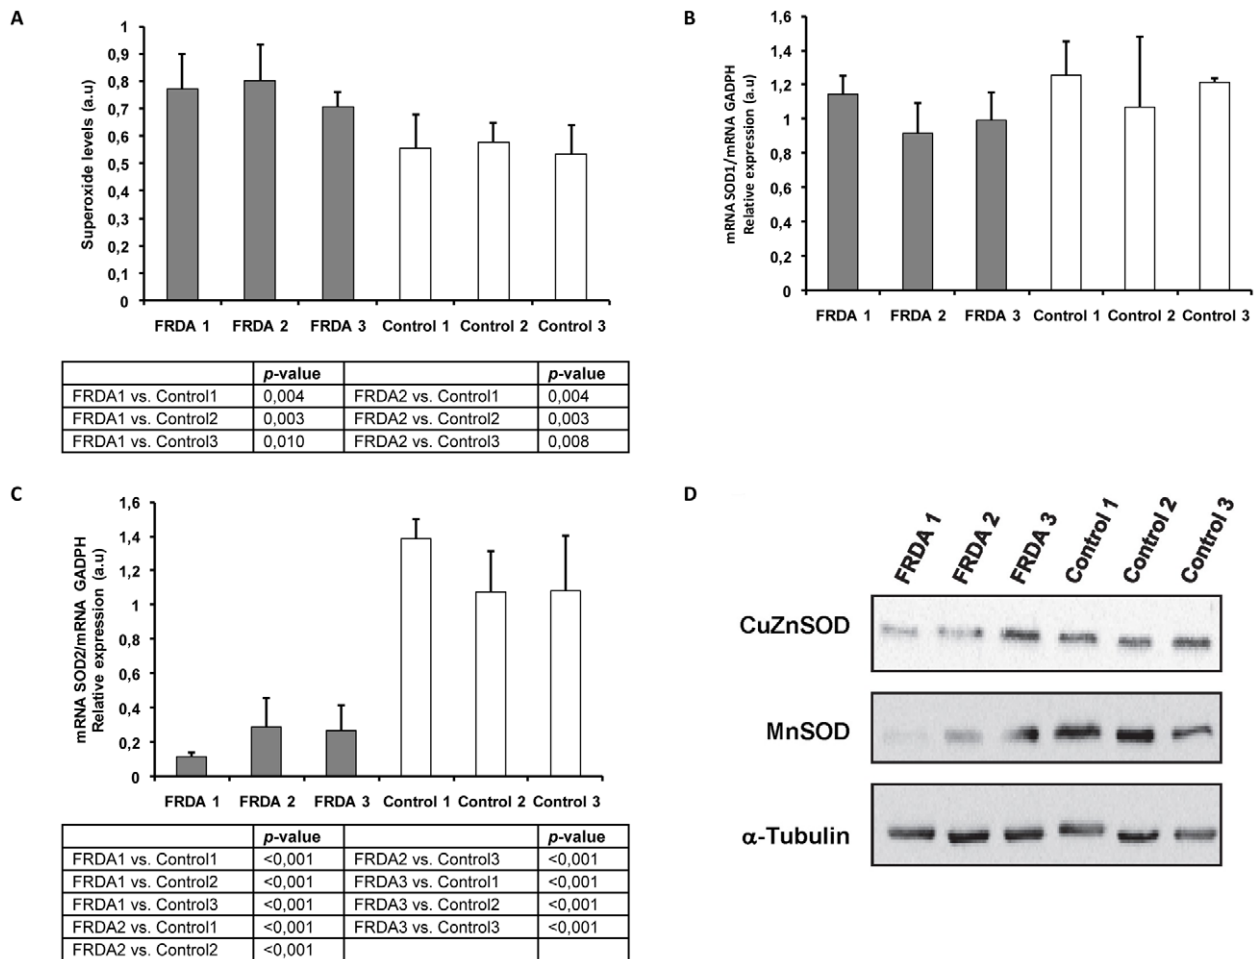 A
Superoxide levels (a.u)
1
0,9
0,8
0,7
0,6
0,5
0,4
0,3
0,2
0,1
0
FRDA 1 FRDA 2 FRDA 3 Control 1 Control 2 Control 3
p-value p-value
FRDA1 vs. Control1 0,004 FRDA2 vs. Control1 0,004
FRDA1 vs. Control2 0,003 FRDA2 vs. Control2 0,003
FRDA1 vs. Control3 0,010 FRDA2 vs. Control3 0,008
B
mRNA SOD1/mRNA GADPH
Relative expression (a.u)
1,6
1,4
1,2
1
0,8
0,6
0,4
0,2
0
FRDA 1 FRDA 2 FRDA 3 Control 1 Control 2 Control 3
C
mRNA SOD2/mRNA GADPH
Relative expression (a.u)
1,6
1,4
1,2
1
0,8
0,6
0,4
0,2
0
FRDA 1 FRDA 2 FRDA 3 Control 1 Control 2 Control 3
p-value p-value
FRDA1 vs. Control1 <0,001 FRDA2 vs. Control3 <0,001
FRDA1 vs. Control2 <0,001 FRDA3 vs. Control1 <0,001
FRDA1 vs. Control3 <0,001 FRDA3 vs. Control2 <0,001
FRDA2 vs. Control1 <0,001 FRDA3 vs. Control3 <0,001
FRDA2 vs. Control2 <0,001
D
FRDA 1 FRDA 2 FRDA 3 Control 1 Control 2 Control 3
CuZnSOD
MnSOD
α-Tubulin